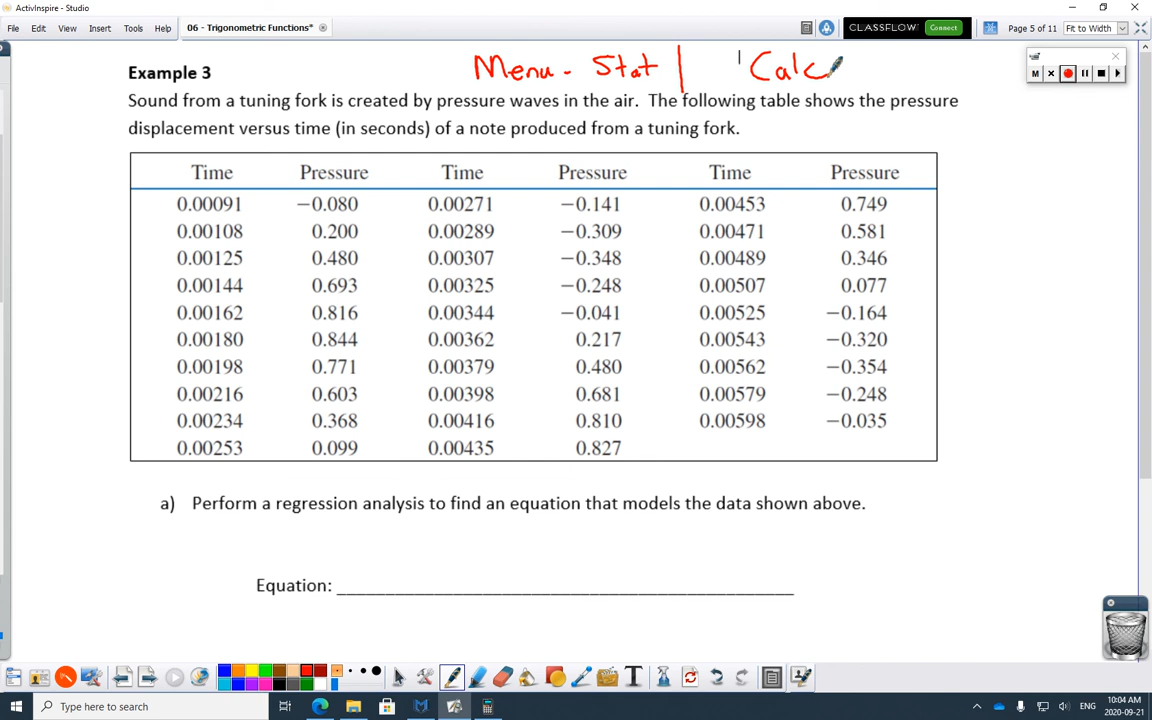 ActivInspire - Studio
File Edit View Insert Tools Help 06 - Trigonometric Functions* CLASSFLOW Connect Page 5 of 11 Fit to Width
Menu - Stat | Calc
Example 3
Sound from a tuning fork is created by pressure waves in the air. The following table shows the pressure
displacement versus time (in seconds) of a note produced from a tuning fork.
Time Pressure Time Pressure Time Pressure
0.00091 −0.080 0.00271 −0.141 0.00453 0.749
0.00108 0.200 0.00289 −0.309 0.00471 0.581
0.00125 0.480 0.00307 −0.348 0.00489 0.346
0.00144 0.693 0.00325 −0.248 0.00507 0.077
0.00162 0.816 0.00344 −0.041 0.00525 −0.164
0.00180 0.844 0.00362 0.217 0.00543 −0.320
0.00198 0.771 0.00379 0.480 0.00562 −0.354
0.00216 0.603 0.00398 0.681 0.00579 −0.248
0.00234 0.368 0.00416 0.810 0.00598 −0.035
0.00253 0.099 0.00435 0.827
a) Perform a regression analysis to find an equation that models the data shown above.
Equation: ____________________________________________
Type here to search
ENG
10:04 AM
2020-09-21